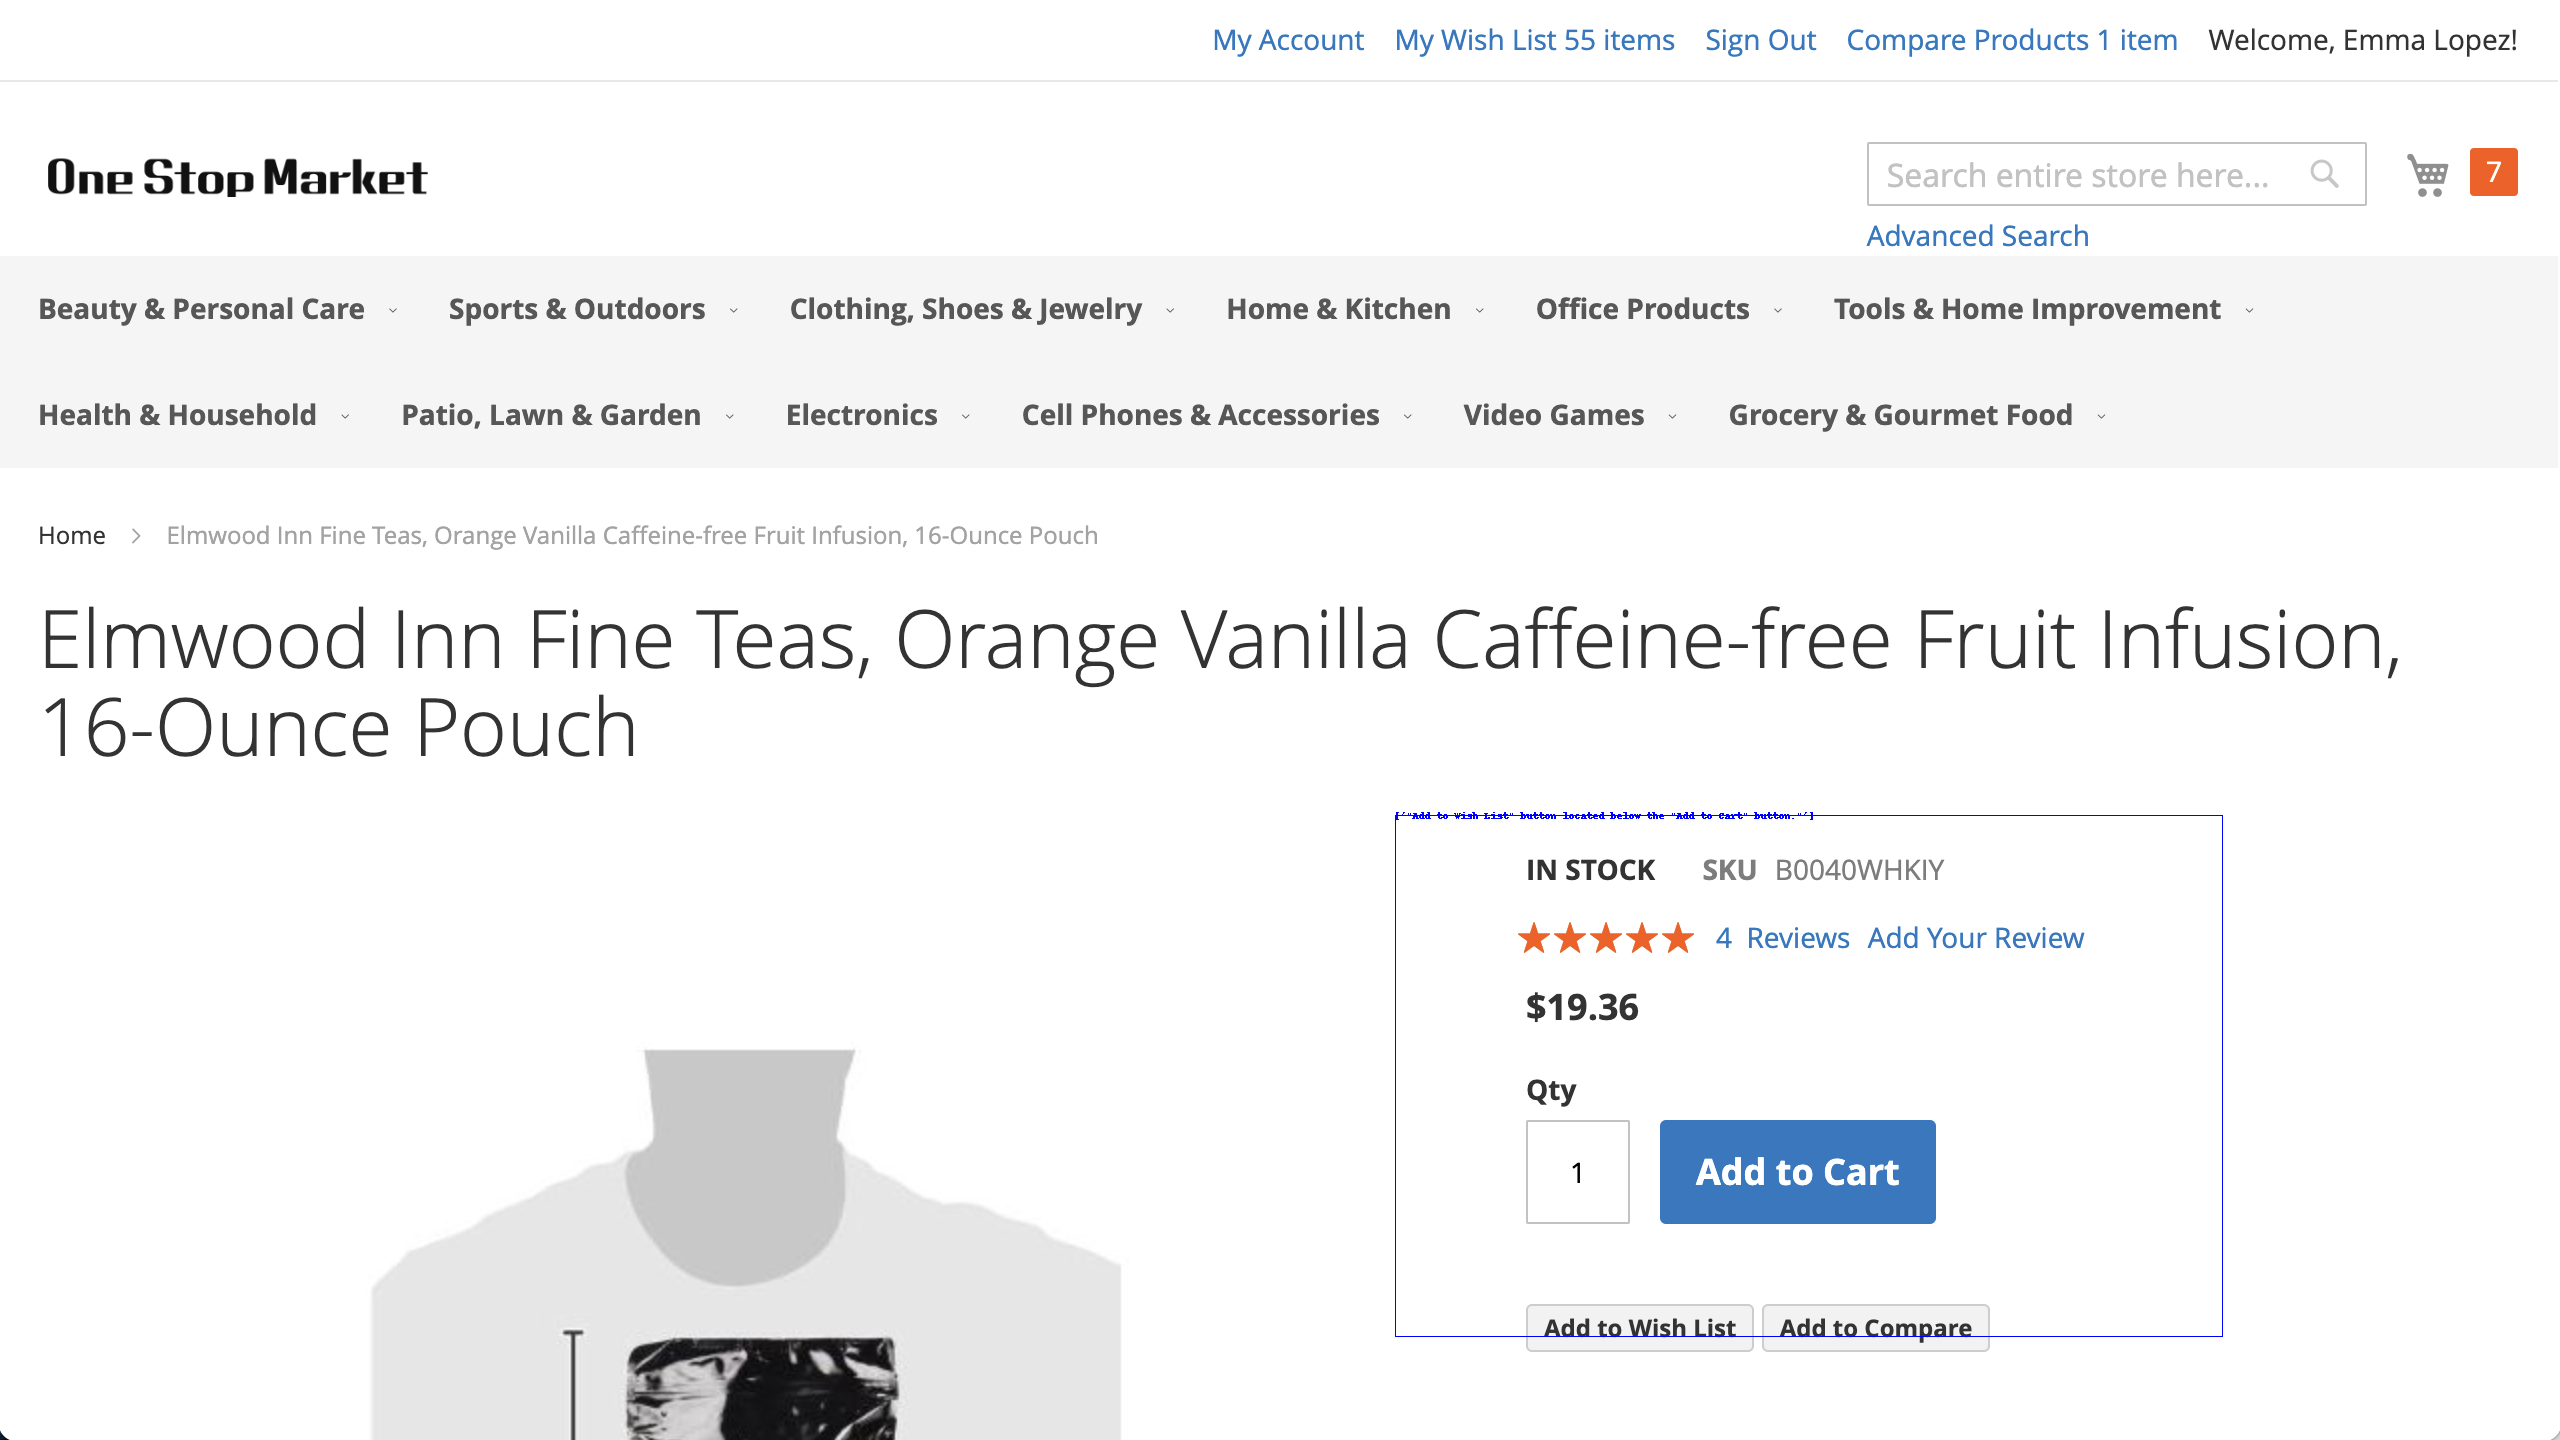 My Account My Wish List 55 items Sign Out Compare Products 1 item Welcome, Emma Lopez!
One Stop Market
Search entire store here...
7
Advanced Search
Beauty & Personal Care Sports & Outdoors Clothing, Shoes & Jewelry Home & Kitchen Office Products Tools & Home Improvement
Health & Household Patio, Lawn & Garden Electronics Cell Phones & Accessories Video Games Grocery & Gourmet Food
Home Elmwood Inn Fine Teas, Orange Vanilla Caffeine-free Fruit Infusion, 16-Ounce Pouch
Elmwood Inn Fine Teas, Orange Vanilla Caffeine-free Fruit Infusion,
16-Ounce Pouch
['"Add to Wish List" button located below the "Add to Cart" button."']
IN STOCK SKU B0040WHKIY
4 Reviews Add Your Review
$19.36
Qty
1 Add to Cart
Add to Wish List Add to Compare